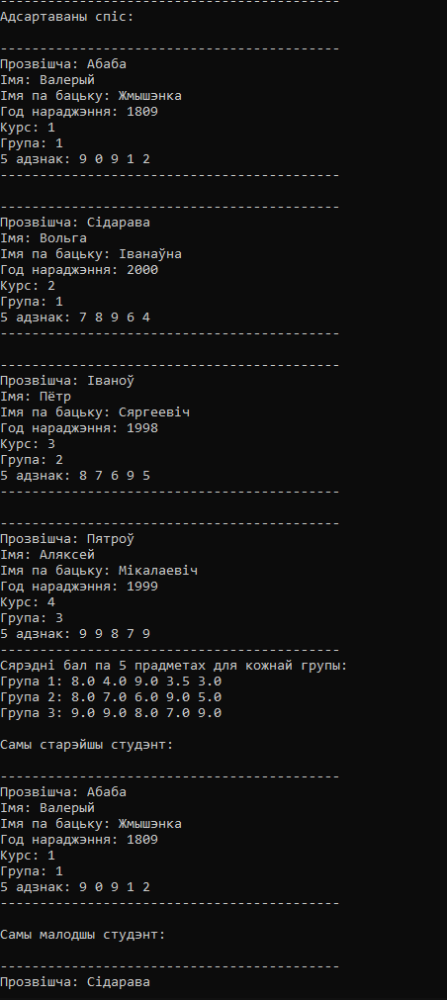 -------------------------------------------
Адсартаваны спіс:
-------------------------------------------
Прозвішча: Абаба
Імя: Валерый
Імя па бацьку: Жмышэнка
Год нараджэння: 1809
Курс: 1
Група: 1
5 адзнак: 9 0 9 1 2
-------------------------------------------
-------------------------------------------
Прозвішча: Сідарава
Імя: Вольга
Імя па бацьку: Іванаўна
Год нараджэння: 2000
Курс: 2
Група: 1
5 адзнак: 7 8 9 6 4
-------------------------------------------
-------------------------------------------
Прозвішча: Іваноў
Імя: Пётр
Імя па бацьку: Сяргеевіч
Год нараджэння: 1998
Курс: 3
Група: 2
5 адзнак: 8 7 6 9 5
-------------------------------------------
-------------------------------------------
Прозвішча: Пятроў
Імя: Аляксей
Імя па бацьку: Мікалаевіч
Год нараджэння: 1999
Курс: 4
Група: 3
5 адзнак: 9 9 8 7 9
-------------------------------------------
Сярэдні бал па 5 прадметах для кожнай групы:
Група 1: 8.0 4.0 9.0 3.5 3.0
Група 2: 8.0 7.0 6.0 9.0 5.0
Група 3: 9.0 9.0 8.0 7.0 9.0
Самы старэйшы студэнт:
-------------------------------------------
Прозвішча: Абаба
Імя: Валерый
Імя па бацьку: Жмышэнка
Год нараджэння: 1809
Курс: 1
Група: 1
5 адзнак: 9 0 9 1 2
-------------------------------------------
Самы малодшы студэнт:
-------------------------------------------
Прозвішча: Сідарава